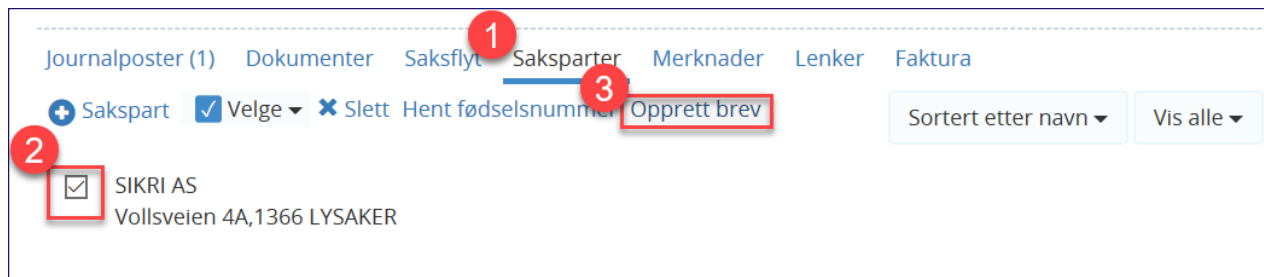 1
Journalposter (1) Dokumenter Saksflyt Saksparter Merknader Lenker Faktura
3
Sakspart Velge Slett Hent fødselsnummer Opprett brev Sortert etter navn Vis alle
2
SIKRI AS
Vollsveien 4A,1366 LYSAKER